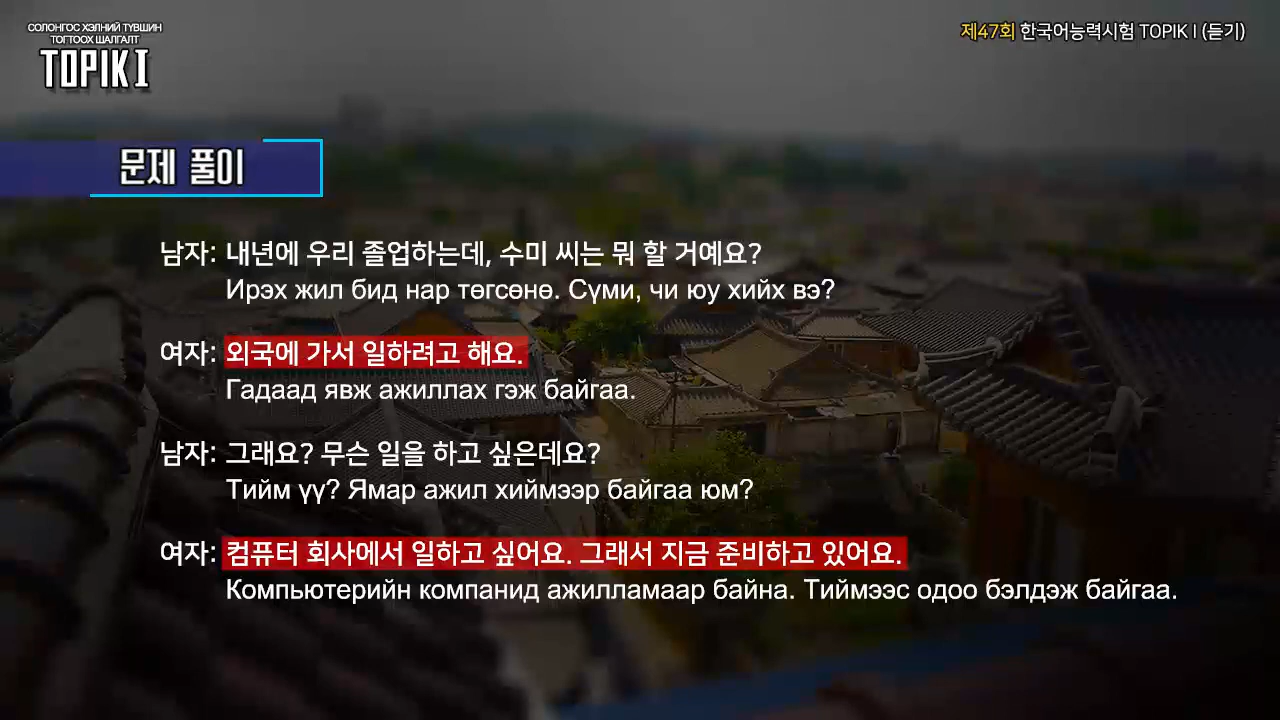 СОЛОНГОС ХЭЛНИЙ ТҮВШИН
ТОГТООХ ШАЛГАЛТ
TOPIK I
제47회 한국어능력시험 TOPIK I (듣기)
문제 풀이
남자: 내년에 우리 졸업하는데, 수미 씨는 뭐 할 거예요?
Ирэх жил бид нар төгсөнө. Сүми, чи юу хийх вэ?
여자: 외국에 가서 일하려고 해요.
Гадаад явж ажиллах гэж байгаа.
남자: 그래요? 무슨 일을 하고 싶은데요?
Тийм үү? Ямар ажил хиймээр байгаа юм?
여자: 컴퓨터 회사에서 일하고 싶어요. 그래서 지금 준비하고 있어요.
Компьютерийн компанид ажилламаар байна. Тиймээс одоо бэлдэж байгаа.